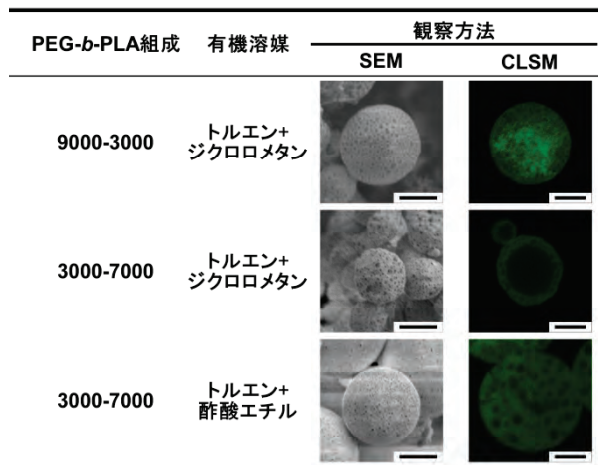 PEG-b-PLA組成 有機溶媒 観察方法
SEM CLSM
9000-3000 トルエン+
ジクロロメタン
3000-7000 トルエン+
ジクロロメタン
3000-7000 トルエン+
酢酸エチル